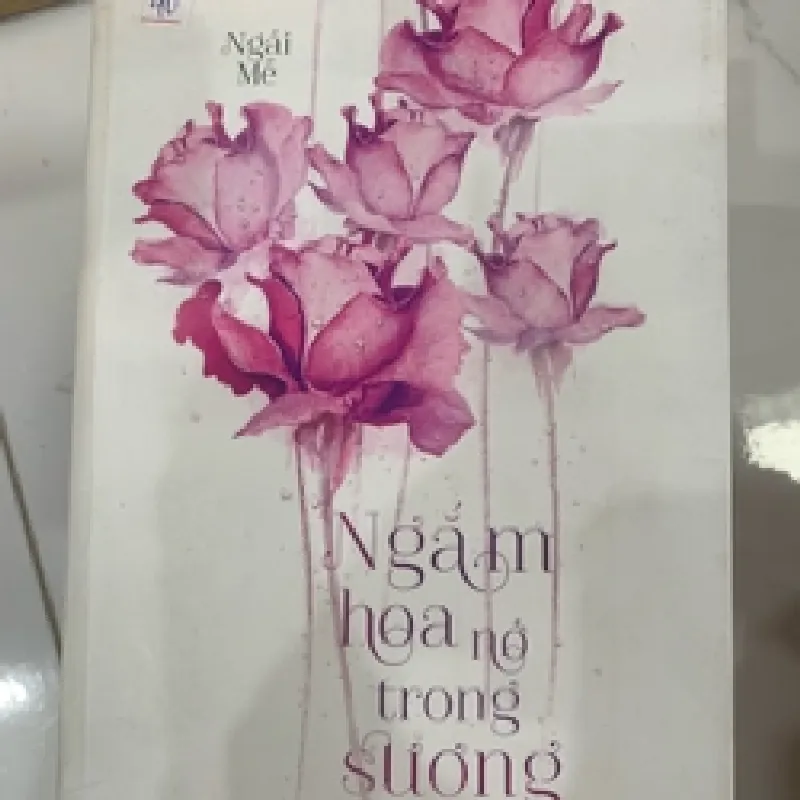 Ngải
Mễ
Ngắm
hoa nở
trong
sương